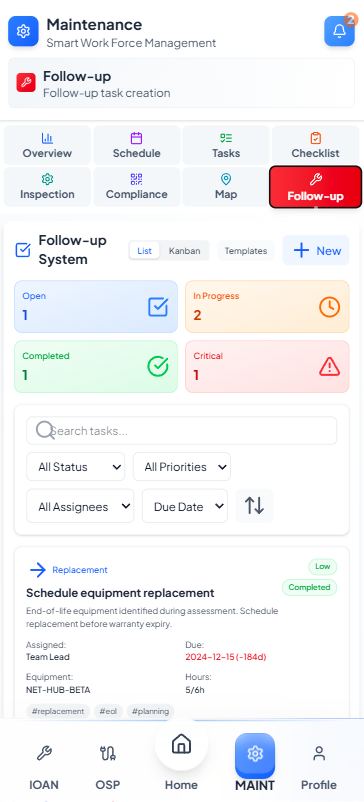 Maintenance
Smart Work Force Management
2
Follow-up
Follow-up task creation
Overview
Schedule
Tasks
Checklist
Inspection
Compliance
Map
Follow-up
Follow-up System
List
Kanban
Templates
New
Open
1
In Progress
2
Completed
1
Critical
1
Search tasks...
All Status
All Priorities
All Assignees
Due Date
Replacement
Low
Completed
Schedule equipment replacement
End-of-life equipment identified during assessment. Schedule
replacement before warranty expiry.
Assigned:
Team Lead
Due:
2024-12-15 (-184d)
Equipment:
NET-HUB-BETA
Hours:
5/6h
#replacement
#eol
#planning
IOAN
OSP
Home
MAINT
Profile